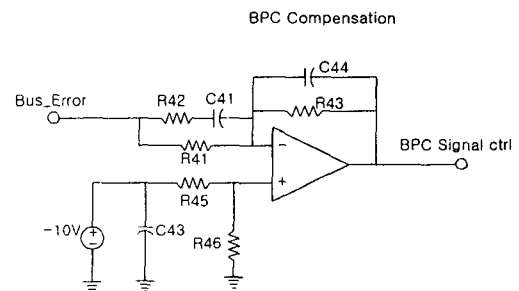 BPC Compensation
C44
Bus_Error
R42
C41
R43
R41
BPC Signal ctrl
R45
-10V
C43
R46